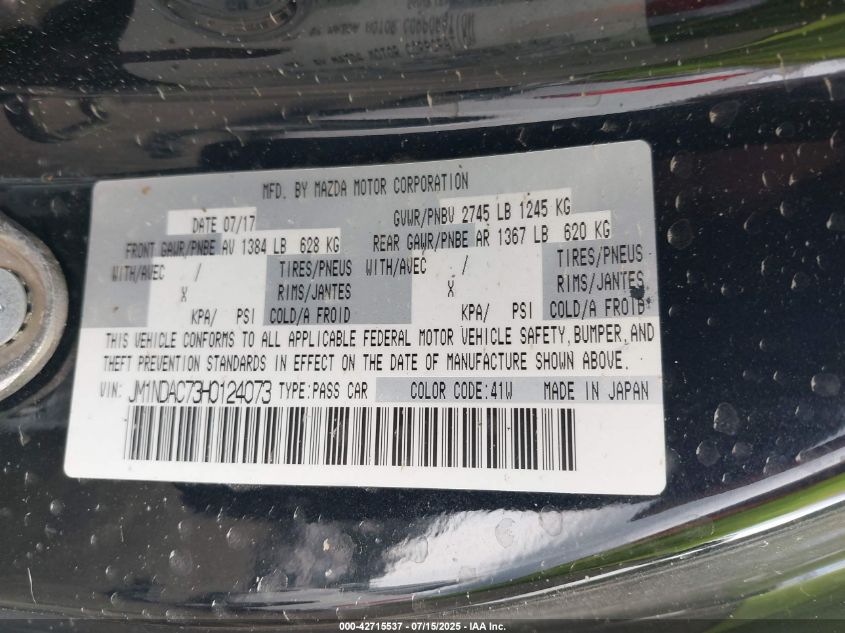 MFD. BY MAZDA MOTOR CORPORATION
DATE 07/17 GVWR/PNBV 2745 LB 1245 KG
FRONT GAWR/PNBE AV 1384 LB 628 KG REAR GAWR/PNBE AR 1367 LB 620 KG
WITH/AVEC / TIRES/PNEUS WITH/AVEC / TIRES/PNEUS
X RIMS/JANTES X RIMS/JANTES
KPA/ PSI COLD/A FROID KPA/ PSI COLD/A FROID
THIS VEHICLE CONFORMS TO ALL APPLICABLE FEDERAL MOTOR VEHICLE SAFETY, BUMPER, AND
THEFT PREVENTION STANDARDS IN EFFECT ON THE DATE OF MANUFACTURE SHOWN ABOVE.
VIN: JM1NDAC73H0124073 TYPE:PASS CAR COLOR CODE:41W MADE IN JAPAN
000-42715537 - 07/15/2025 - IAA Inc.